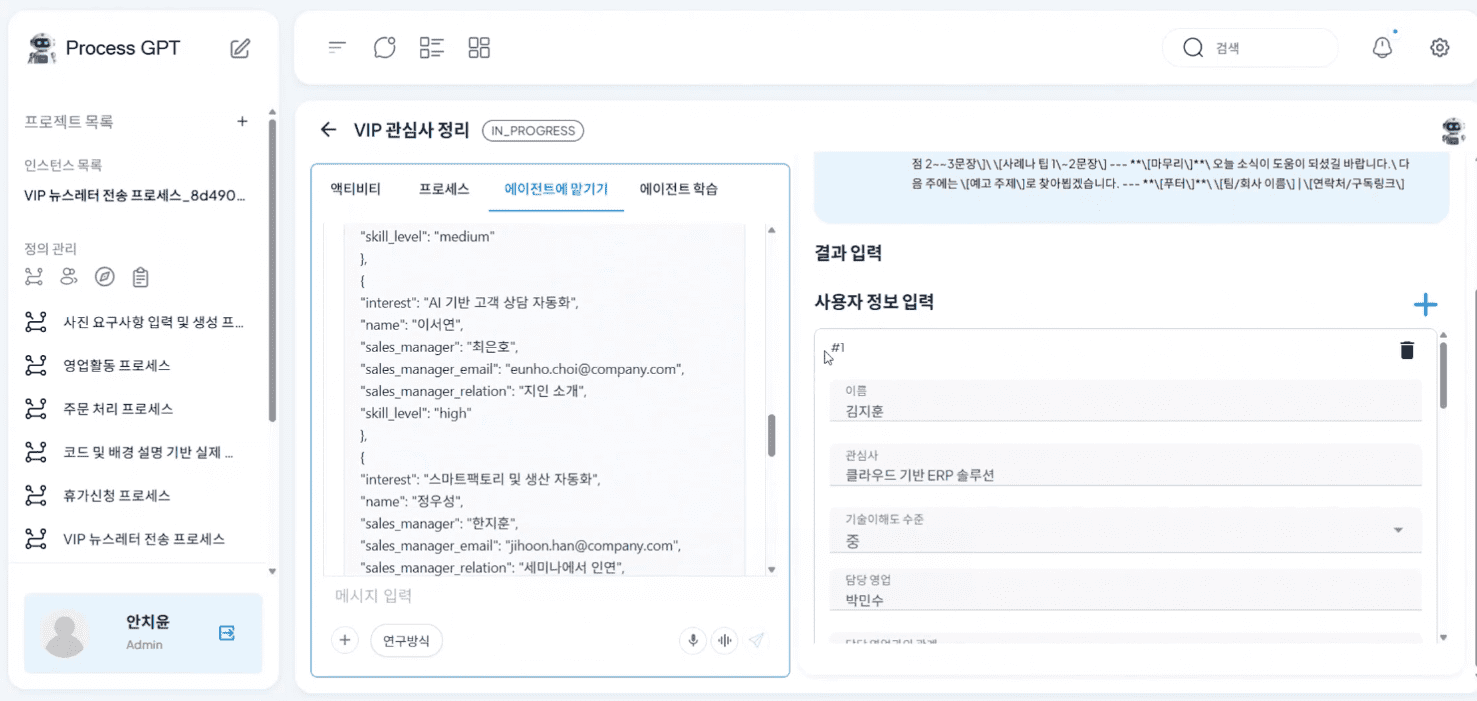 Process GPT
프로젝트 목록
+
인스턴스 목록
VIP 뉴스레터 전송 프로세스_8d490...
정의 관리
사진 요구사항 입력 및 생성 프...
영업활동 프로세스
주문 처리 프로세스
코드 및 배경 설명 기반 실제 ...
휴가신청 프로세스
VIP 뉴스레터 전송 프로세스
안치윤
Admin
검색
VIP 관심사 정리
IN_PROGRESS
액티비티
프로세스
에이전트에 맡기기
에이전트 학습
"skill_level": "medium"
},
{
"interest": "AI 기반 고객 상담 자동화",
"name": "이서연",
"sales_manager": "최은호",
"sales_manager_email": "eunho.choi@company.com",
"sales_manager_relation": "지인 소개",
"skill_level": "high"
},
{
"interest": "스마트팩토리 및 생산 자동화",
"name": "정우성",
"sales_manager": "한지훈",
"sales_manager_email": "jihoon.han@company.com",
"sales_manager_relation": "세미나에서 인연",
메시지 입력
+
연구방식
점 2~~3문장\]\ \[사례나 팁 1\~2문장\] --- **\[마무리\]**\ 오늘 소식이 도움이 되셨길 바랍니다.\ 다
음 주에는 \[예고 주제\]로 찾아뵙겠습니다. --- **\[푸터\]**\ \[팀/회사 이름\] | \[연락처/구독링크\]
결과 입력
사용자 정보 입력
+
#1
이름
김지훈
관심사
클라우드 기반 ERP 솔루션
기술이해도 수준
중
담당 영업
박민수